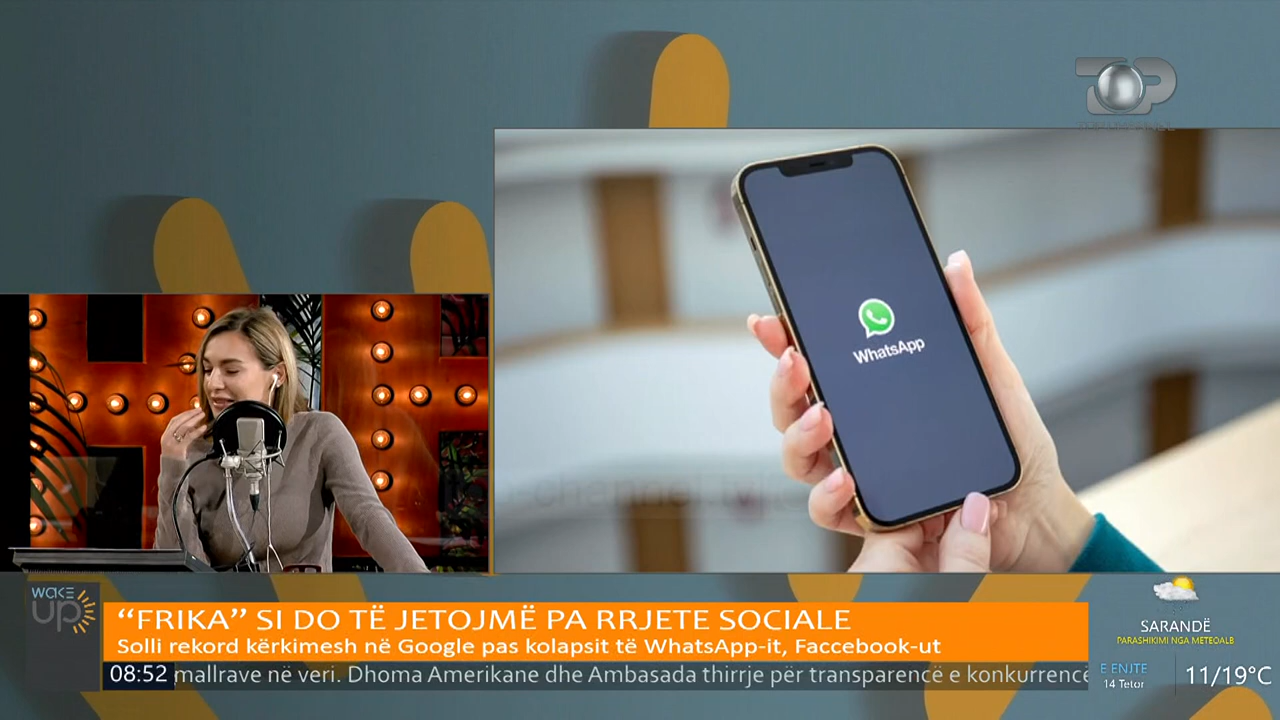 TOP
WhatsApp
WAKE
up
“FRIKA” SI DO TË JETOJMË PA RRJETE SOCIALE
Solli rekord kërkimesh në Google pas kolapsit të WhatsApp-it, Faccebook-ut
08:52
mallrave në veri. Dhoma Amerikane dhe Ambasada thirrje për transparencë e konkurrencë
SARANDË
PARASHIKIMI NGA METEOALB
E ENJTE
14 Tetor
11/19°C